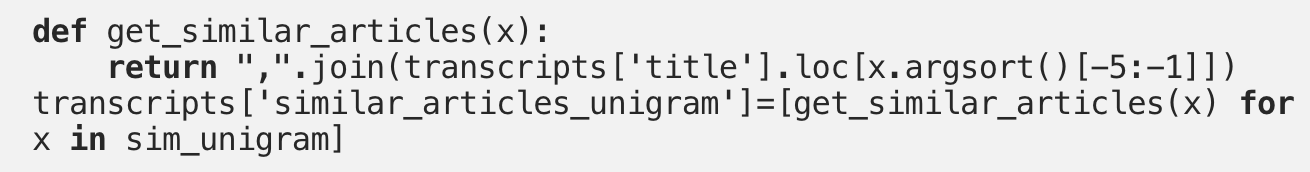 def get_similar_articles(x):
    return ",".join(transcripts['title'].loc[x.argsort()[-5:-1]])
transcripts['similar_articles_unigram']=[get_similar_articles(x) for
x in sim_unigram]